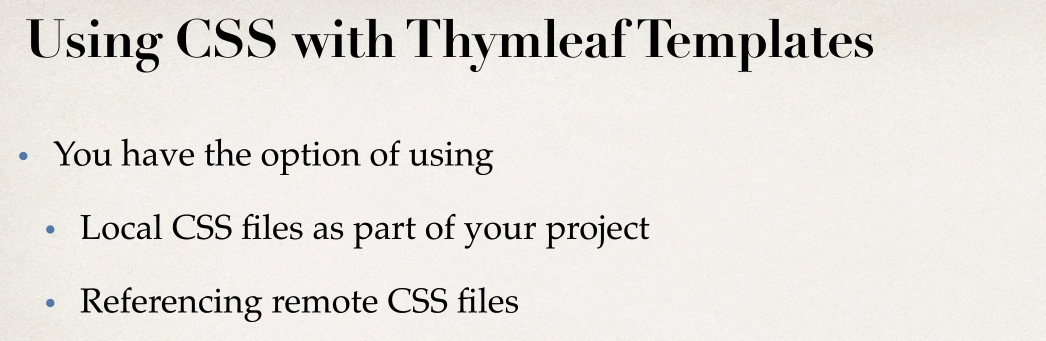 Using CSS with Thymleaf Templates
• You have the option of using
• Local CSS files as part of your project
• Referencing remote CSS files